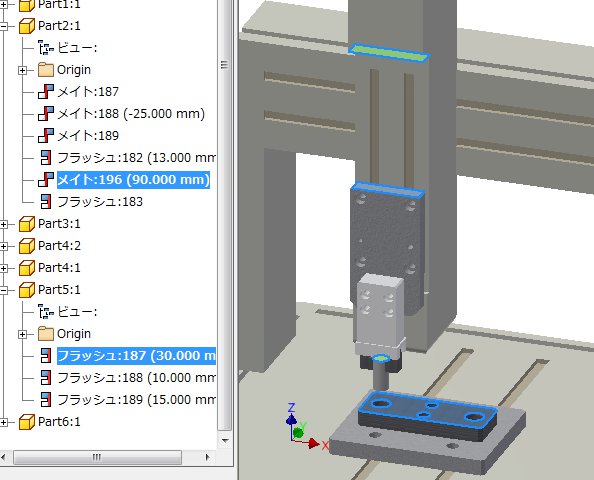 Part1:1
Part2:1
ビュー:
Origin
メイト:187
メイト:188 (-25.000 mm)
メイト:189
フラッシュ:182 (13.000 mm
メイト:196 (90.000 mm)
フラッシュ:183
Part3:1
Part4:2
Part4:1
Part5:1
ビュー:
Origin
フラッシュ:187 (30.000 m
フラッシュ:188 (10.000 mm
フラッシュ:189 (15.000 mm
Part6:1
Z
Y
X